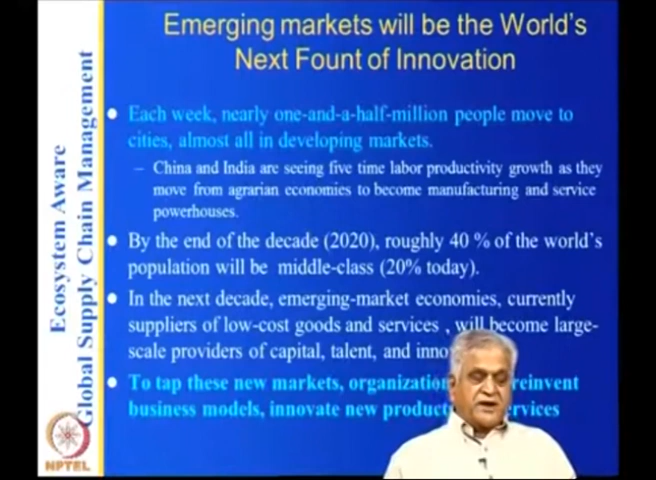 Emerging markets will be the World's
Next Fount of Innovation
Each week, nearly one-and-a-half-million people move to
cities, almost all in developing markets.
– China and India are seeing five time labor productivity growth as they
move from agrarian economies to become manufacturing and service
powerhouses.
By the end of the decade (2020), roughly 40 % of the world's
population will be middle-class (20% today).
In the next decade, emerging-market economies, currently
suppliers of low-cost goods and services , will become large-
scale providers of capital, talent, and
To tap these new markets, reinvent
business models, innovate new
Ecosystem Aware
Global Supply Chain Management
NPTEL